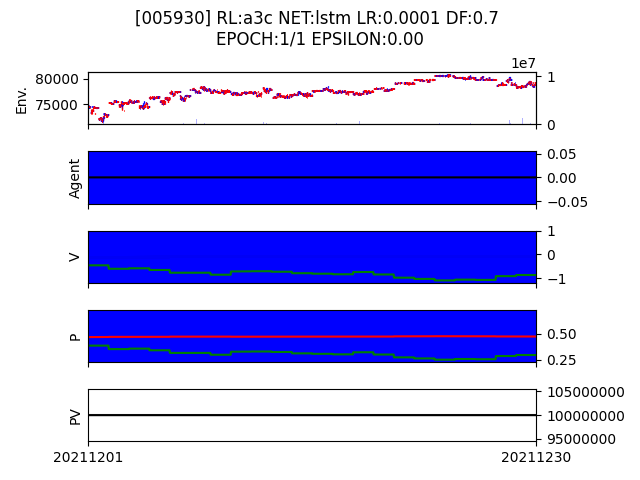 [005930] RL:a3c NET:lstm LR:0.0001 DF:0.7
EPOCH:1/1 EPSILON:0.00
1e7
Env.
80000
75000
1
0
Agent
0.05
0.00
−0.05
V
1
0
−1
P
0.50
0.25
PV
105000000
100000000
95000000
20211201
20211230